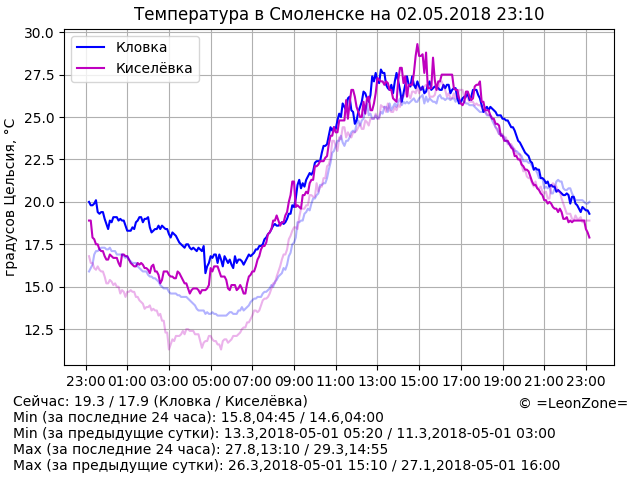 Температура в Смоленске на 02.05.2018 23:10
градусов Цельсия, °C
30.0
27.5
25.0
22.5
20.0
17.5
15.0
12.5
Кловка
Киселёвка
23:00 01:00 03:00 05:00 07:00 09:00 11:00 13:00 15:00 17:00 19:00 21:00 23:00
© =LeonZone=
Сейчас: 19.3 / 17.9 (Кловка / Киселёвка)
Min (за последние 24 часа): 15.8,04:45 / 14.6,04:00
Min (за предыдущие сутки): 13.3,2018-05-01 05:20 / 11.3,2018-05-01 03:00
Max (за последние 24 часа): 27.8,13:10 / 29.3,14:55
Max (за предыдущие сутки): 26.3,2018-05-01 15:10 / 27.1,2018-05-01 16:00